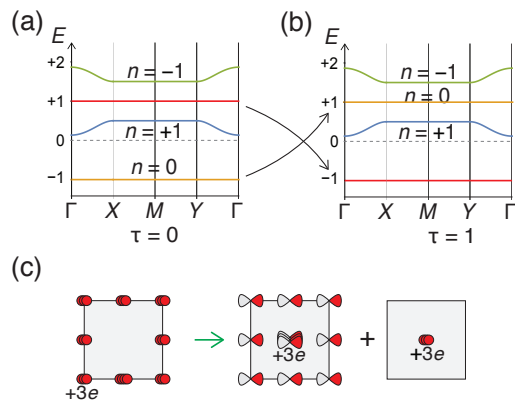 (a)
E
+2
n = −1
+1
n = +1
0
n = 0
−1
Γ X M Y Γ
τ = 0
(b)
E
+2
n = −1
n = 0
+1
n = +1
0
−1
Γ X M Y Γ
τ = 1
(c)
+3e
+3e
+
+3e